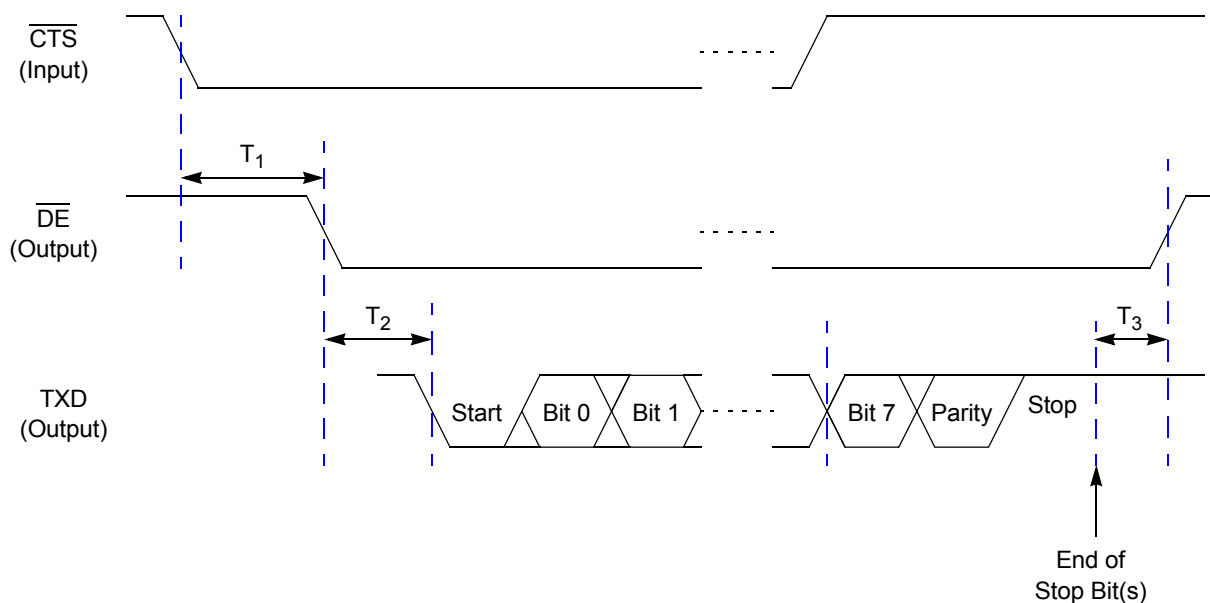 CTS
(Input)
T1
DE
(Output)
T2
T3
TXD
(Output)
Start
Bit 0
Bit 1
Bit 7
Parity
Stop
End of
Stop Bit(s)